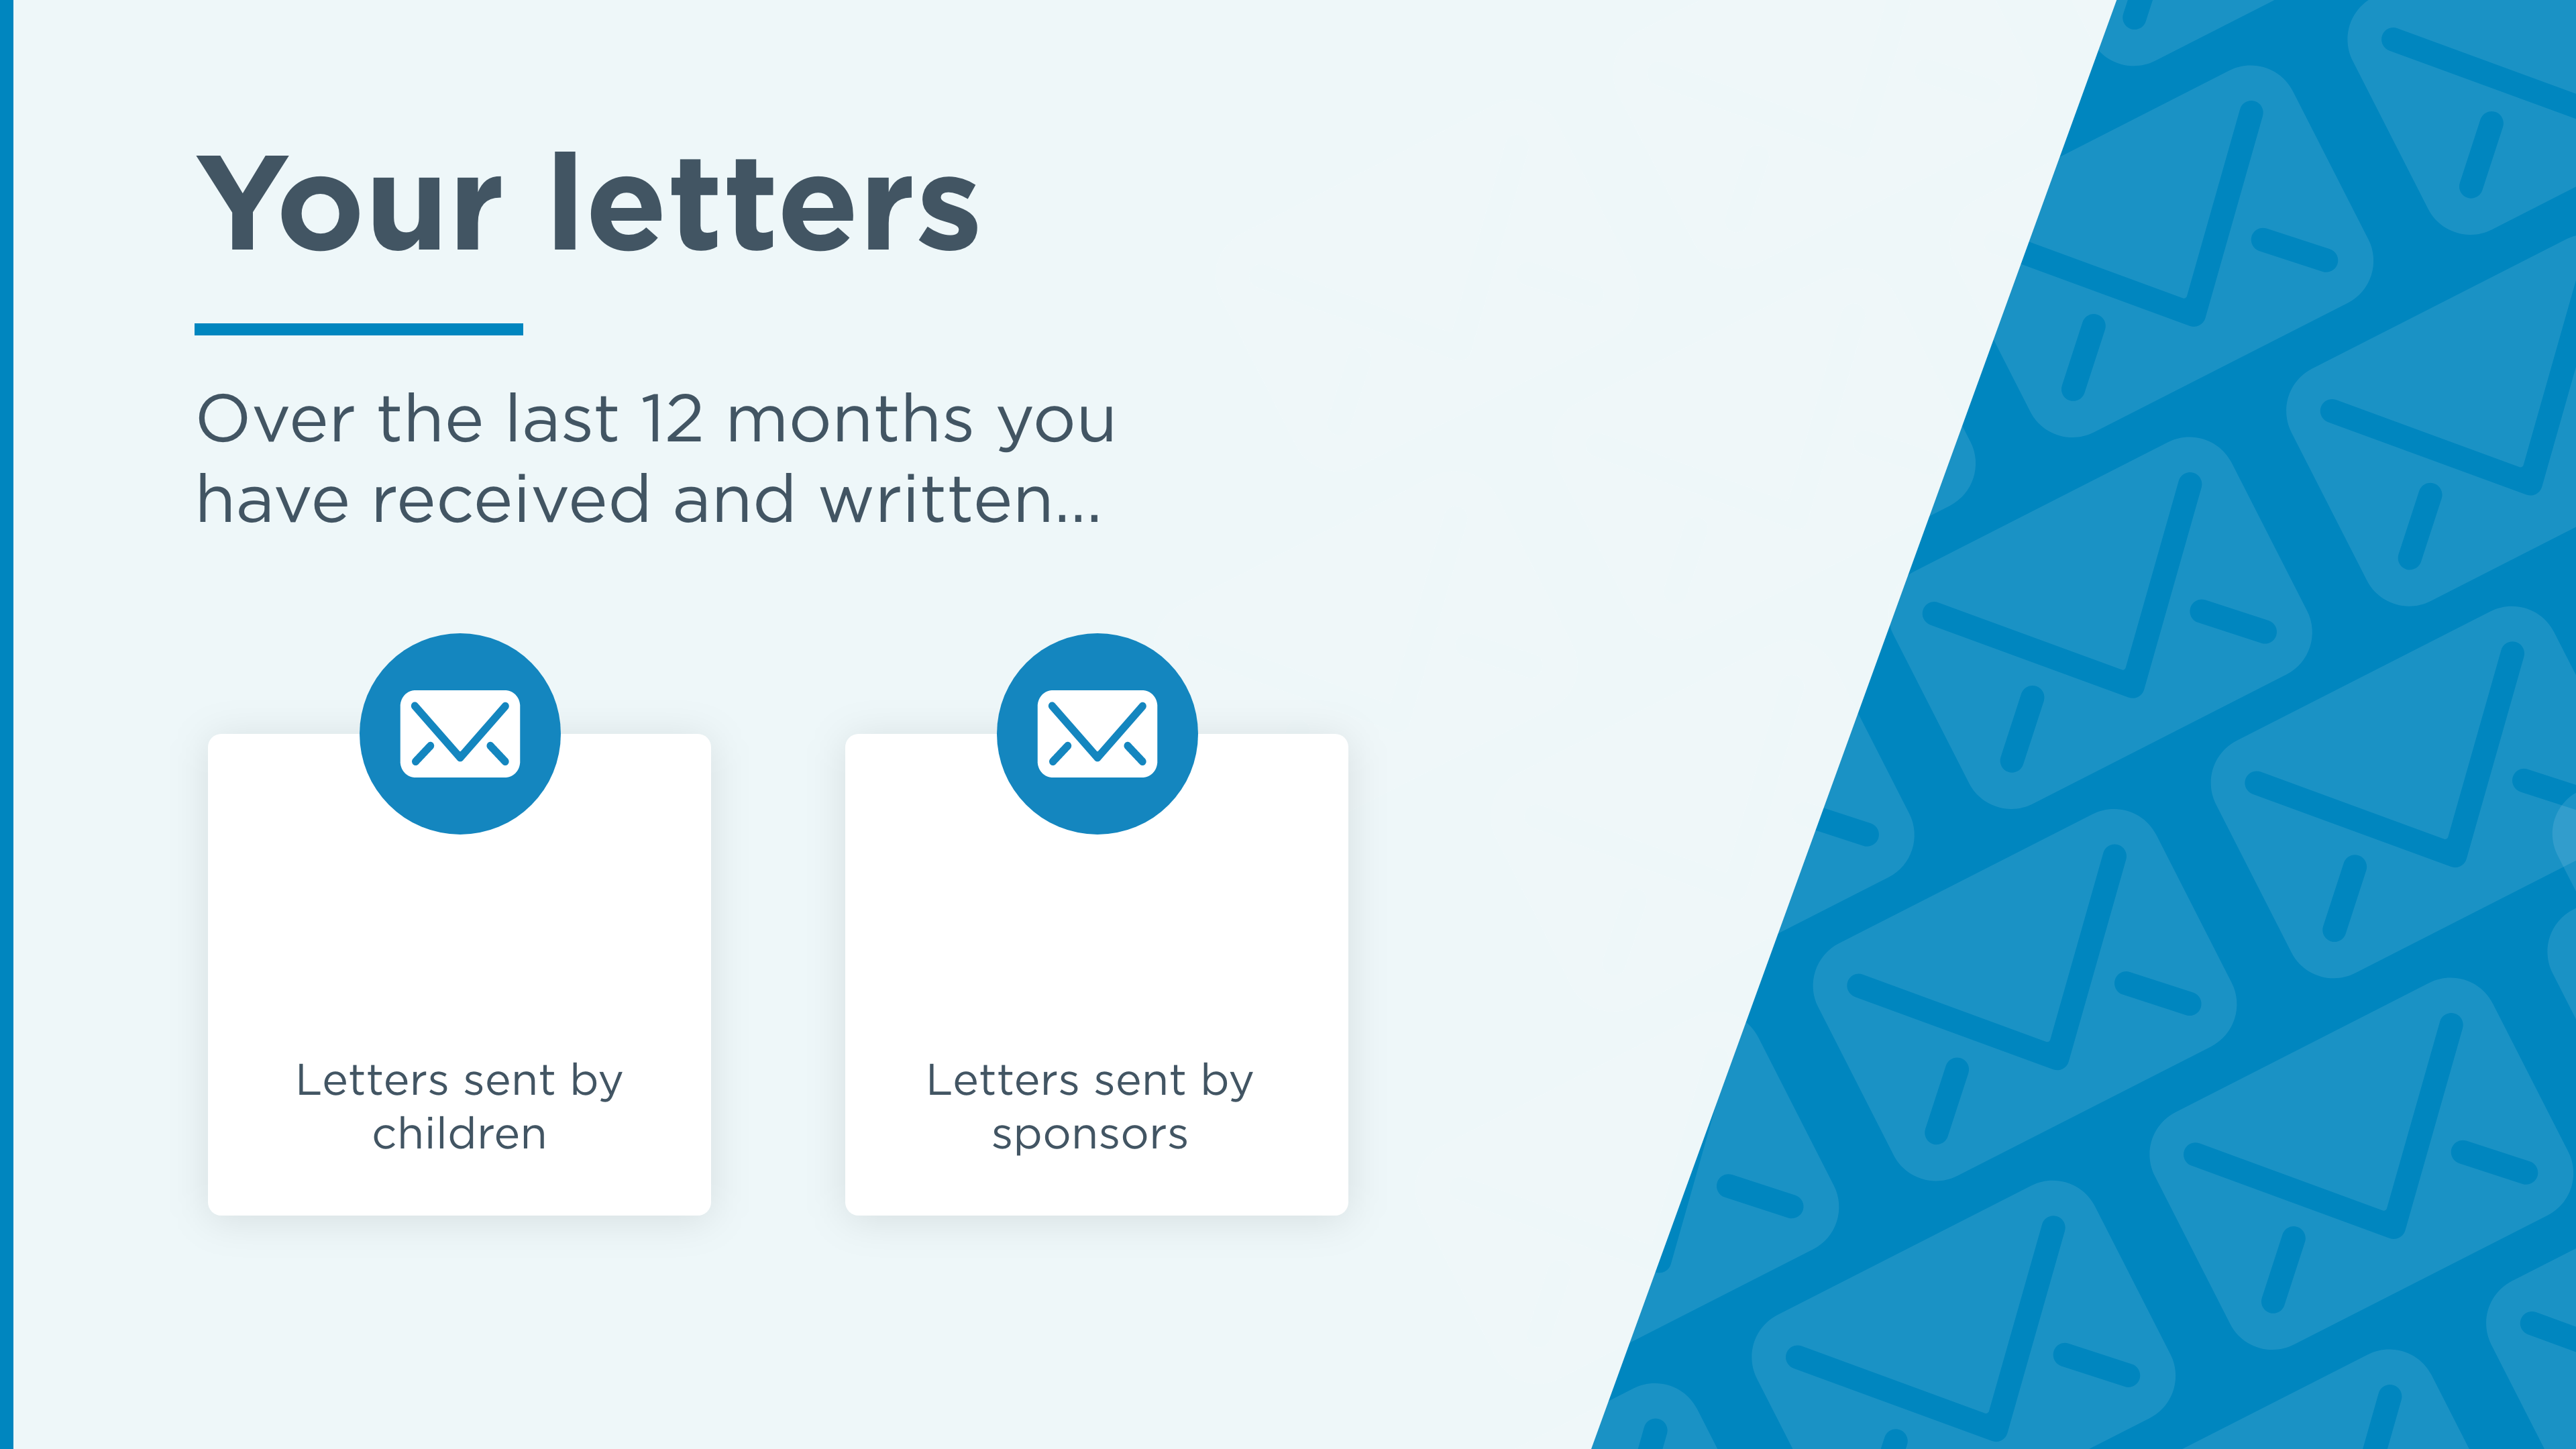 Your letters
Over the last 12 months you
have received and written...
Letters sent by
children
Letters sent by
sponsors